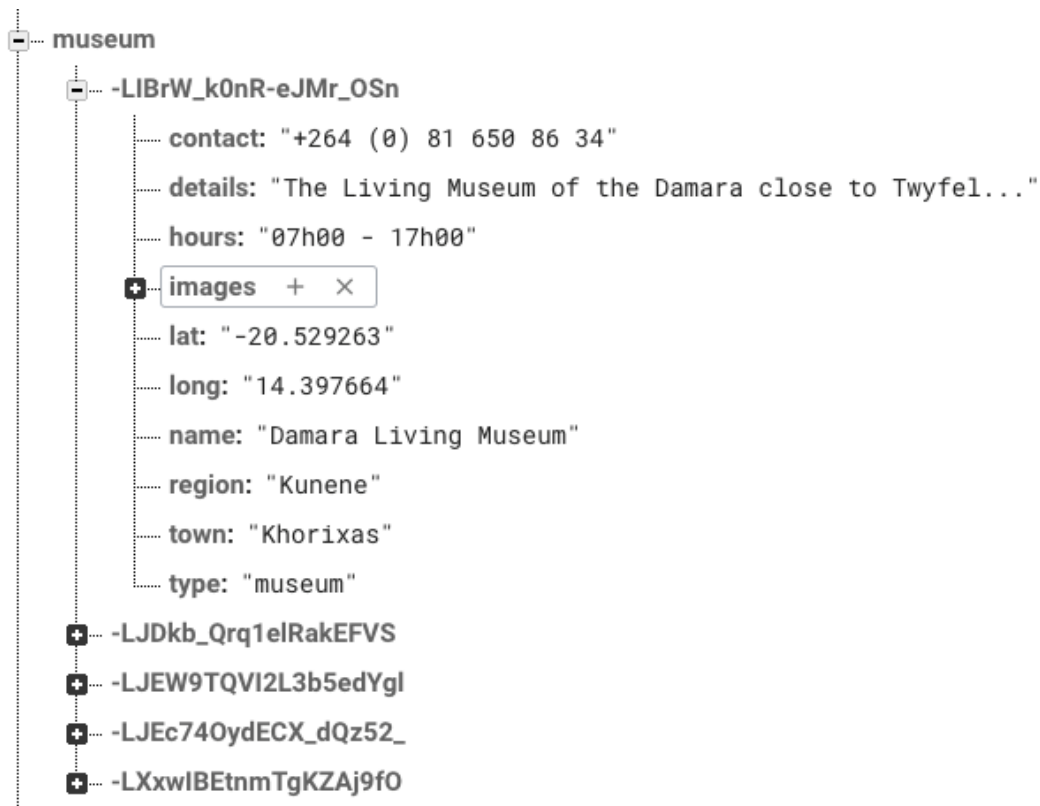 museum
-LIBrW_k0nR-eJMr_OSn
contact: "+264 (0) 81 650 86 34"
details: "The Living Museum of the Damara close to Twyfel..."
hours: "07h00 - 17h00"
images + ×
lat: "-20.529263"
long: "14.397664"
name: "Damara Living Museum"
region: "Kunene"
town: "Khorixas"
type: "museum"
-LJDkb_Qrq1elRakEFVS
-LJEW9TQVI2L3b5edYgl
-LJEc74OydECX_dQz52_
-LXxwIBEtnmTgKZAj9fO